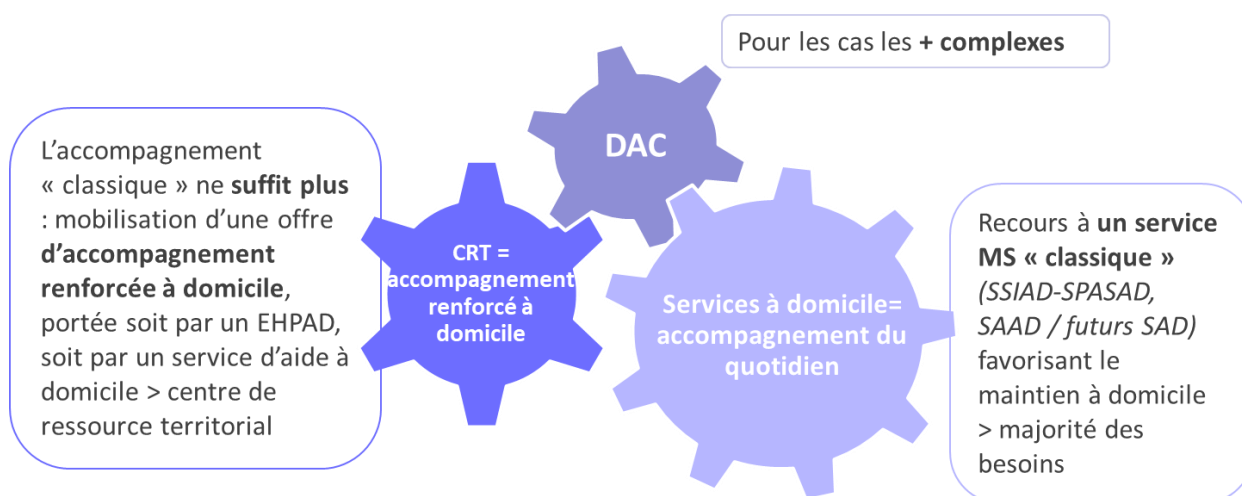 Pour les cas les + complexes
DAC
L’accompagnement
« classique » ne suffit plus
: mobilisation d’une offre
d’accompagnement
renforcée à domicile,
portée soit par un EHPAD,
soit par un service d’aide à
domicile > centre de
ressource territorial
CRT =
accompagnement
renforcé à
domicile
Services à domicile=
accompagnement du
quotidien
Recours à un service
MS « classique »
(SSIAD-SPASAD,
SAAD / futurs SAD)
favorisant le
maintien à domicile
> majorité des
besoins